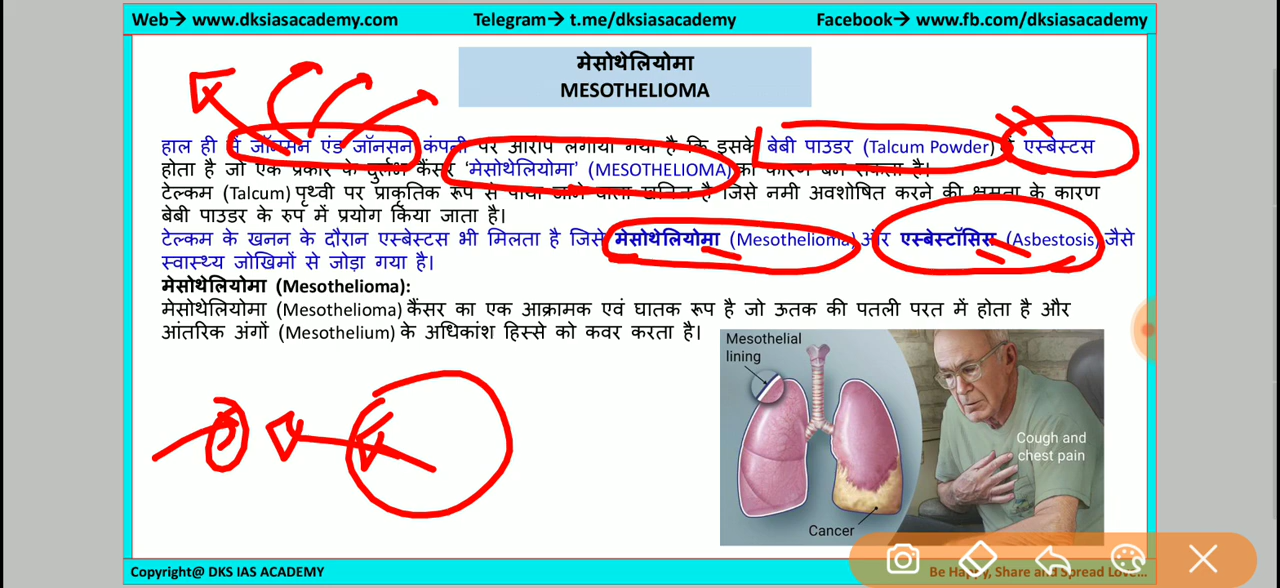 Web→ www.dksiasacademy.com Telegram→ t.me/dksiasacademy Facebook→ www.fb.com/dksiasacademy
मेसोथेलियोमा
MESOTHELIOMA
हाल ही में जॉनसन एंड जॉनसन कंपनी पर आरोप लगाया गया है कि इसके बेबी पाउडर (Talcum Powder) में एस्बेस्टस
होता है जो एक प्रकार के दुर्लभ कैंसर 'मेसोथेलियोमा' (MESOTHELIOMA) का कारण बन सकता है।
टेल्कम (Talcum) पृथ्वी पर प्राकृतिक रूप से पाया जाने वाला खनिज है जिसे नमी अवशोषित करने की क्षमता के कारण
बेबी पाउडर के रुप में प्रयोग किया जाता है।
टेल्कम के खनन के दौरान एस्बेस्टस भी मिलता है जिसे मेसोथेलियोमा (Mesothelioma) और एस्बेस्टॉसिस (Asbestosis) जैसे
स्वास्थ्य जोखिमों से जोड़ा गया है।
मेसोथेलियोमा (Mesothelioma):
मेसोथेलियोमा (Mesothelioma) कैंसर का एक आक्रामक एवं घातक रूप है जो ऊतक की पतली परत में होता है और
आंतरिक अंगों (Mesothelium) के अधिकांश हिस्से को कवर करता है।
Mesothelial
lining
Cough and
chest pain
Cancer
Copyright@ DKS IAS ACADEMY Be Happy, Share and Spread Love...